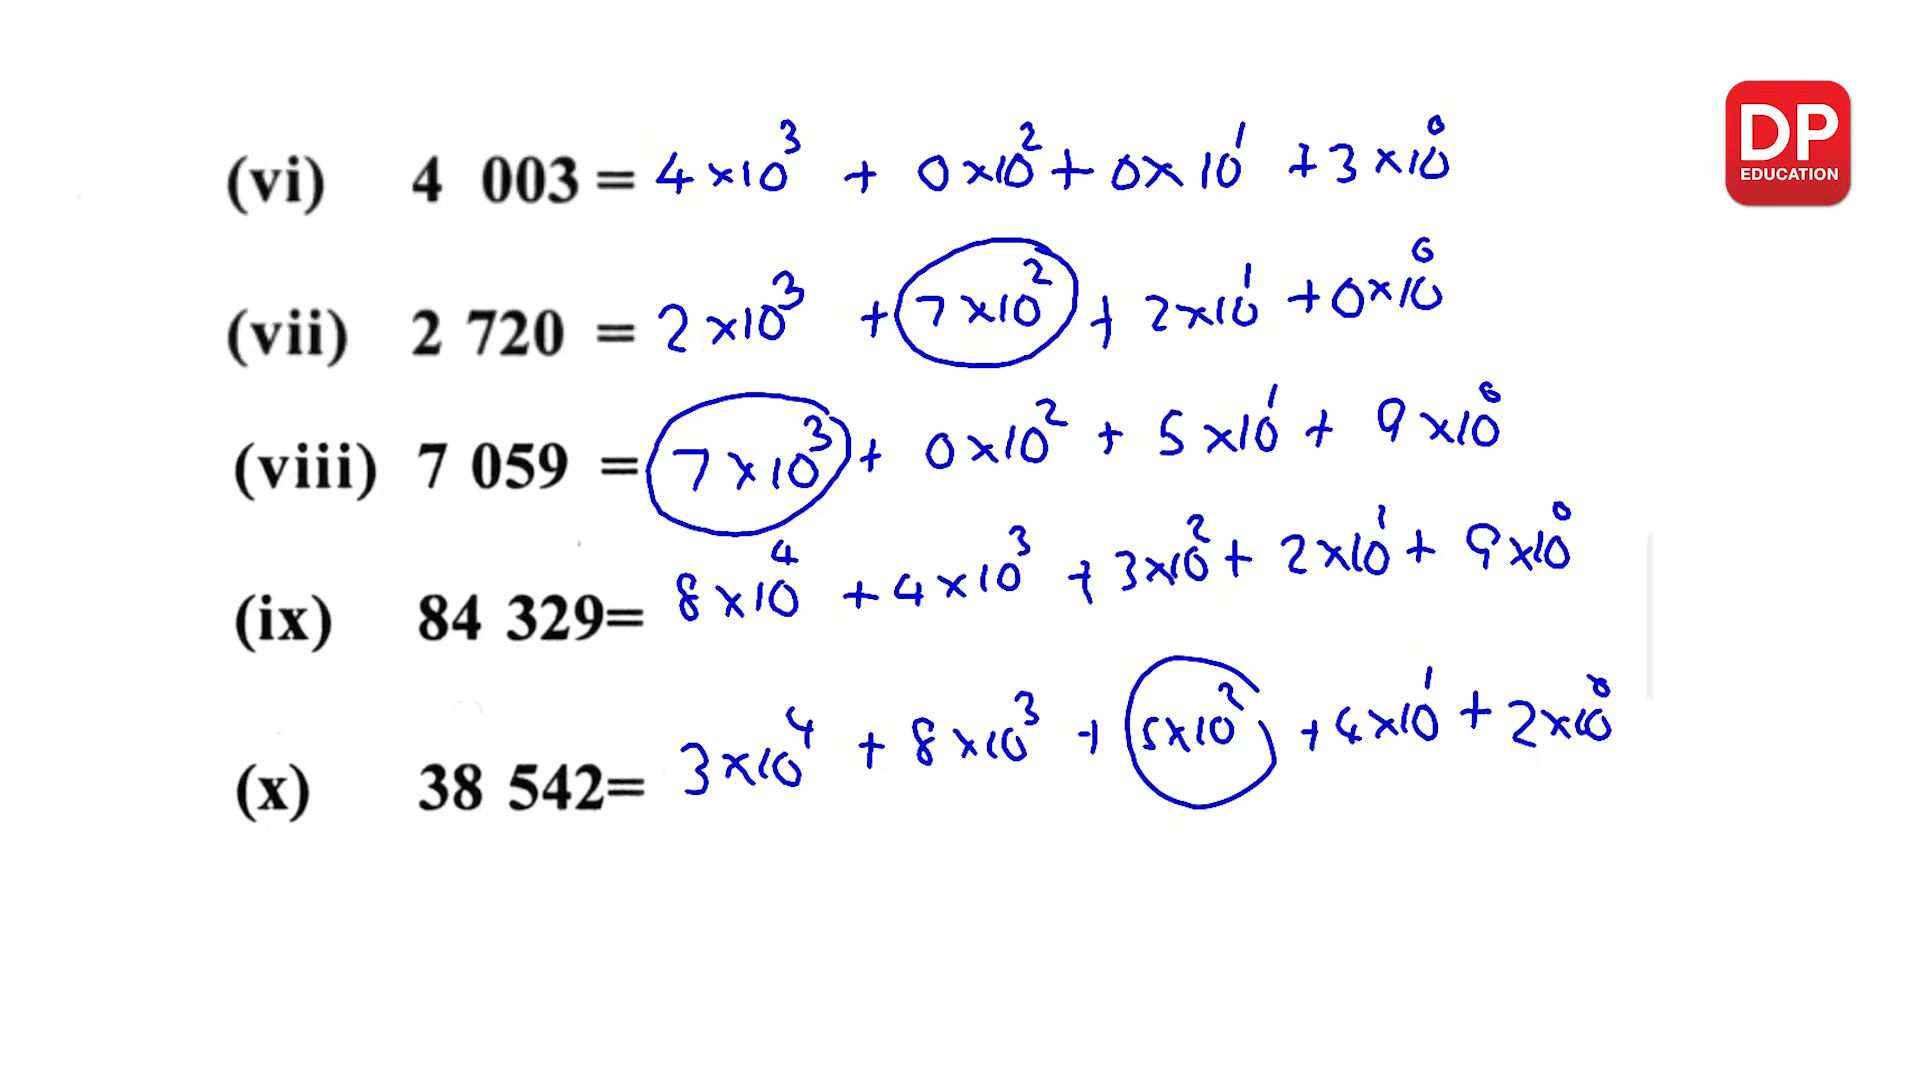 DP
EDUCATION
(vi) 4 003 = 4 × 10³ + 0 × 10² + 0 × 10¹ + 3 × 10⁰
(vii) 2 720 = 2 × 10³ + 7 × 10² + 2 × 10¹ + 0 × 10⁰
(viii) 7 059 = 7 × 10³ + 0 × 10² + 5 × 10¹ + 9 × 10⁰
(ix) 84 329= 8 × 10⁴ + 4 × 10³ + 3 × 10² + 2 × 10¹ + 9 × 10⁰
(x) 38 542= 3 × 10⁴ + 8 × 10³ + 5 × 10² + 4 × 10¹ + 2 × 10⁰